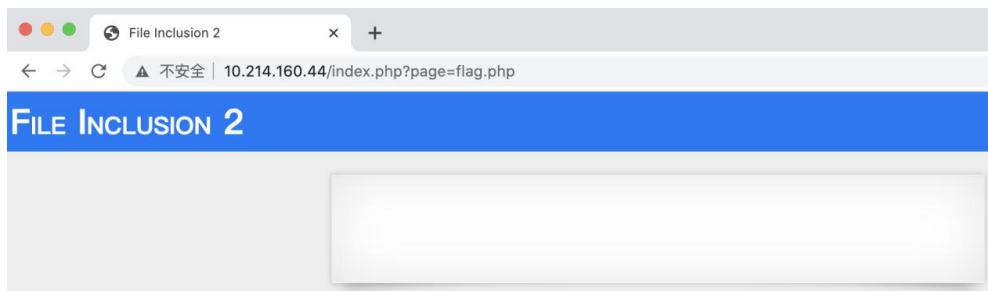 File Inclusion 2
不安全 | 10.214.160.44/index.php?page=flag.php
FILE INCLUSION 2